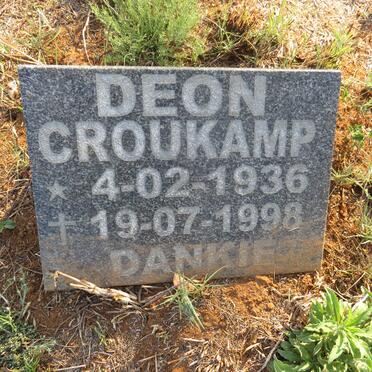 DEON
CROUKAMP
★ 4-02-1936
✝ 19-07-1998
DANKIE